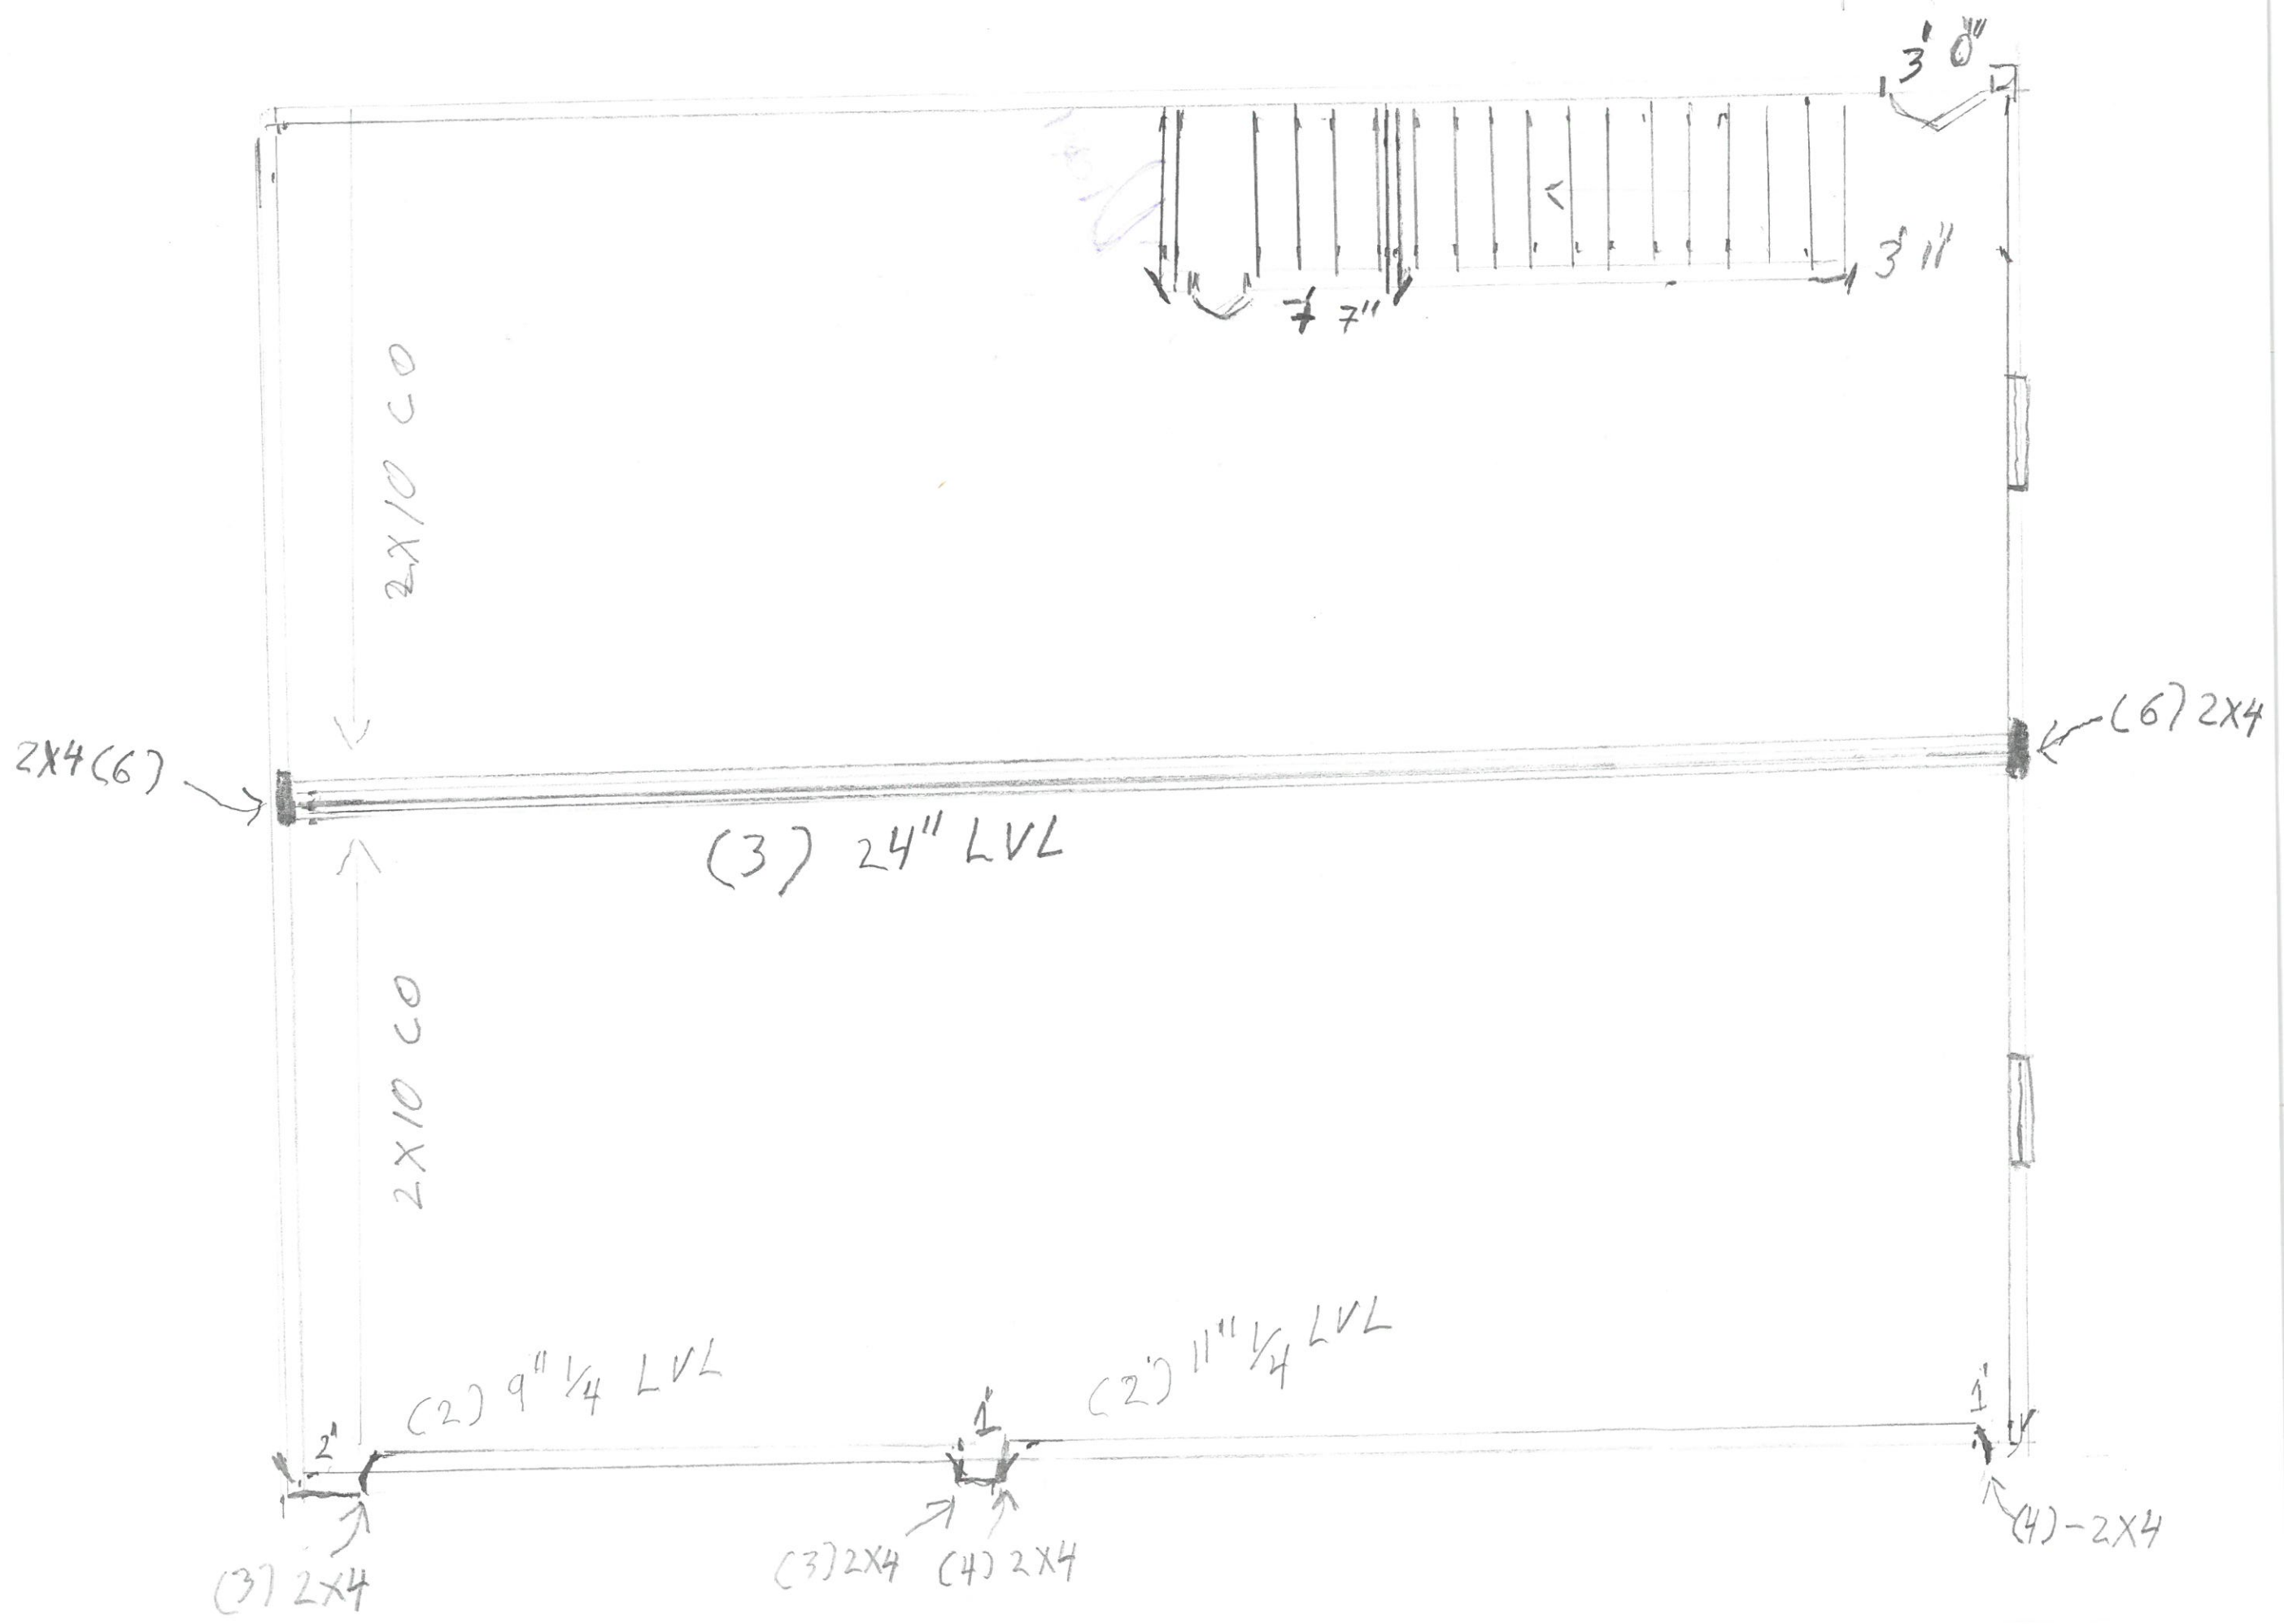 3' 0"
3' 1"
7' 7"
2X10 CO
2X4(6)
(6) 2X4
(3) 24" LVL
2X10 CO
(2) 9" 1/4 LVL
(2) 11" 1/4 LVL
2'
1'
1'
(3) 2X4
(3) 2X4
(4) 2X4
(4)-2X4